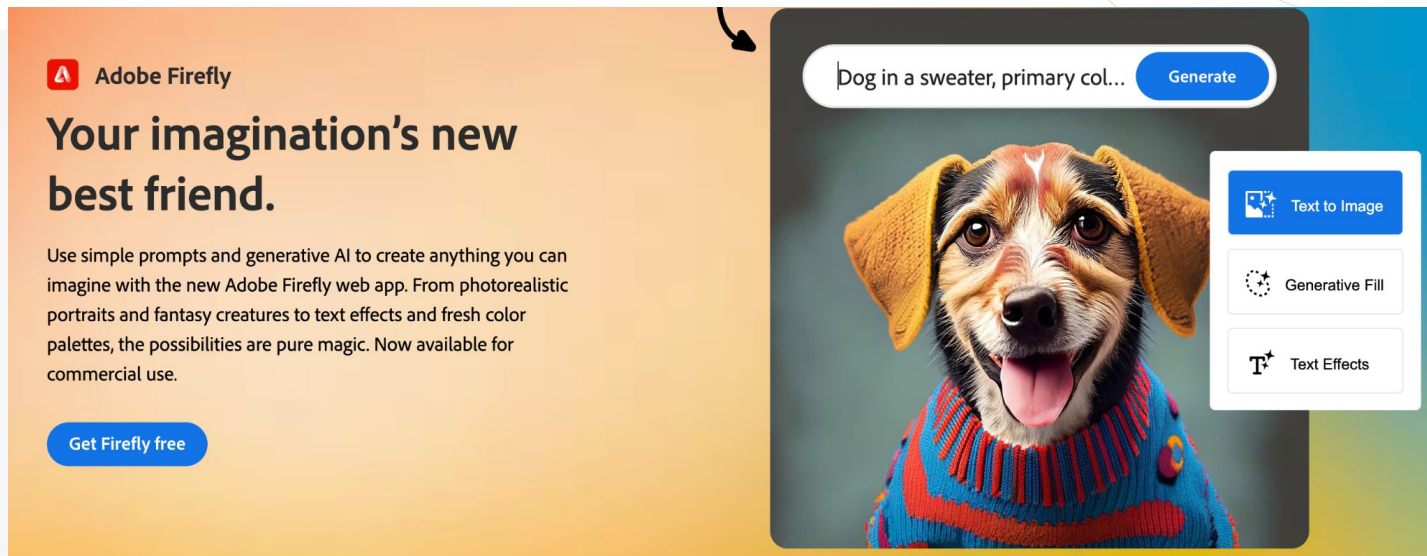 Adobe Firefly
Your imagination’s new
best friend.
Use simple prompts and generative AI to create anything you can
imagine with the new Adobe Firefly web app. From photorealistic
portraits and fantasy creatures to text effects and fresh color
palettes, the possibilities are pure magic. Now available for
commercial use.
Get Firefly free
Dog in a sweater, primary col...
Generate
Text to Image
Generative Fill
Text Effects